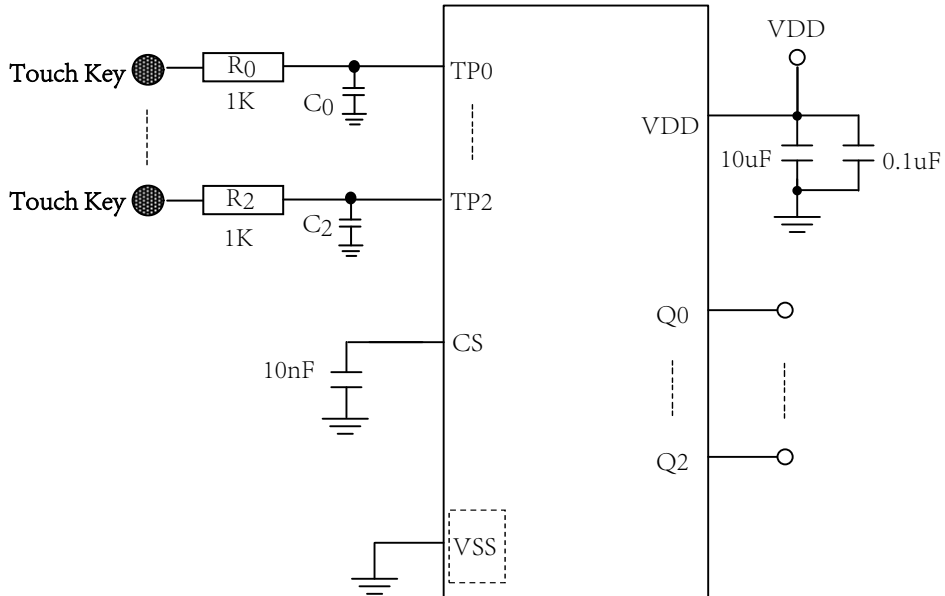 VDD
Touch Key
R0
TP0
1K
C0
VDD
10uF
0.1uF
Touch Key
R2
TP2
1K
C2
Q0
CS
10nF
Q2
VSS